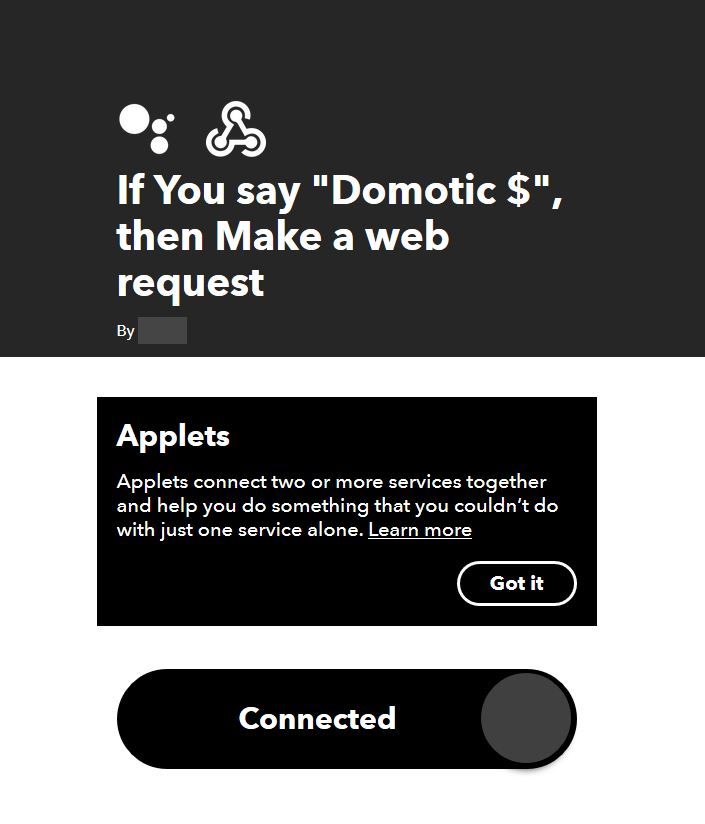 If You say "Domotic $",
then Make a web
request
By
Applets
Applets connect two or more services together
and help you do something that you couldn’t do
with just one service alone. Learn more
Got it
Connected